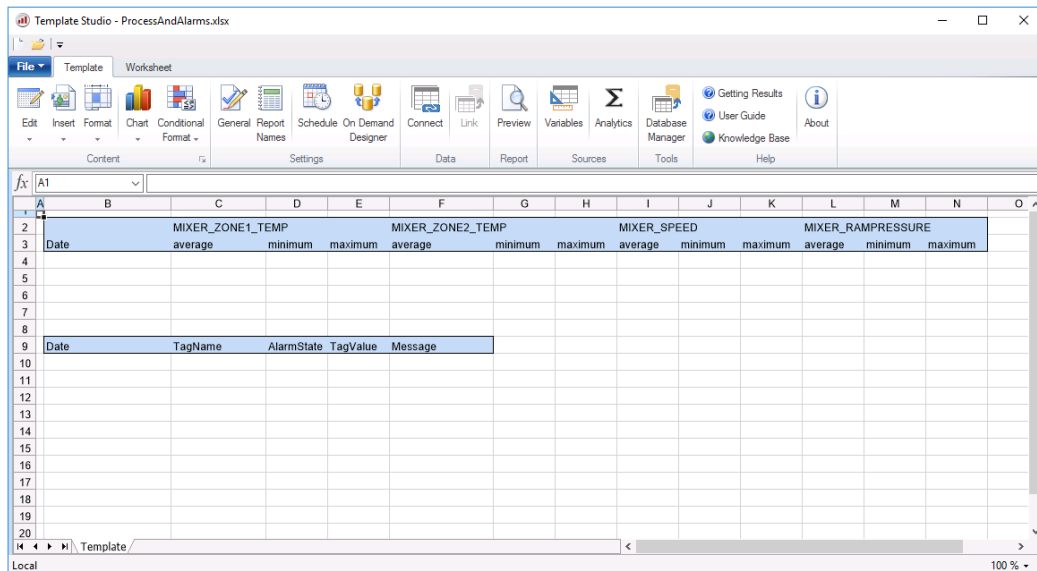 Template Studio - ProcessAndAlarms.xlsx
File Template Worksheet
Edit Insert Format Chart Conditional Format General Report Names Schedule On Demand Designer Connect Link Preview Variables Analytics Database Manager Getting Results User Guide Knowledge Base About
Content Settings Data Report Sources Tools Help
fx A1
A B C D E F G H I J K L M N O
1
2 MIXER_ZONE1_TEMP MIXER_ZONE2_TEMP MIXER_SPEED MIXER_RAMPRESSURE
3 Date average minimum maximum average minimum maximum average minimum maximum average minimum maximum
4
5
6
7
8
9 Date TagName AlarmState TagValue Message
10
11
12
13
14
15
16
17
18
19
20
Template
Local 100 %